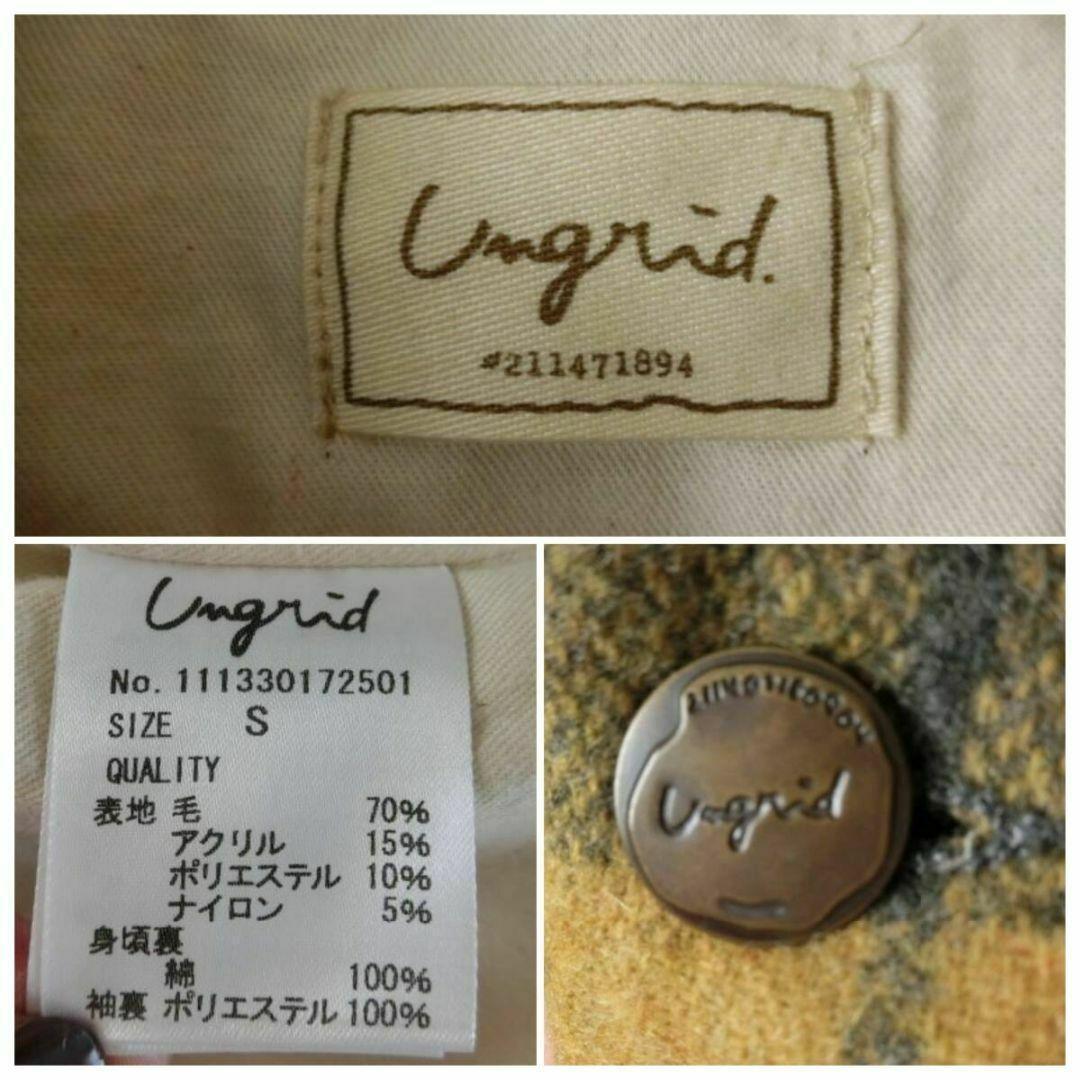 Ungrid.
#211471894
Ungrid
No. 111330172501
SIZE S
QUALITY
表地 毛 70%
アクリル 15%
ポリエステル 10%
ナイロン 5%
身頃裏
綿 100%
袖裏 ポリエステル 100%
Ungrid